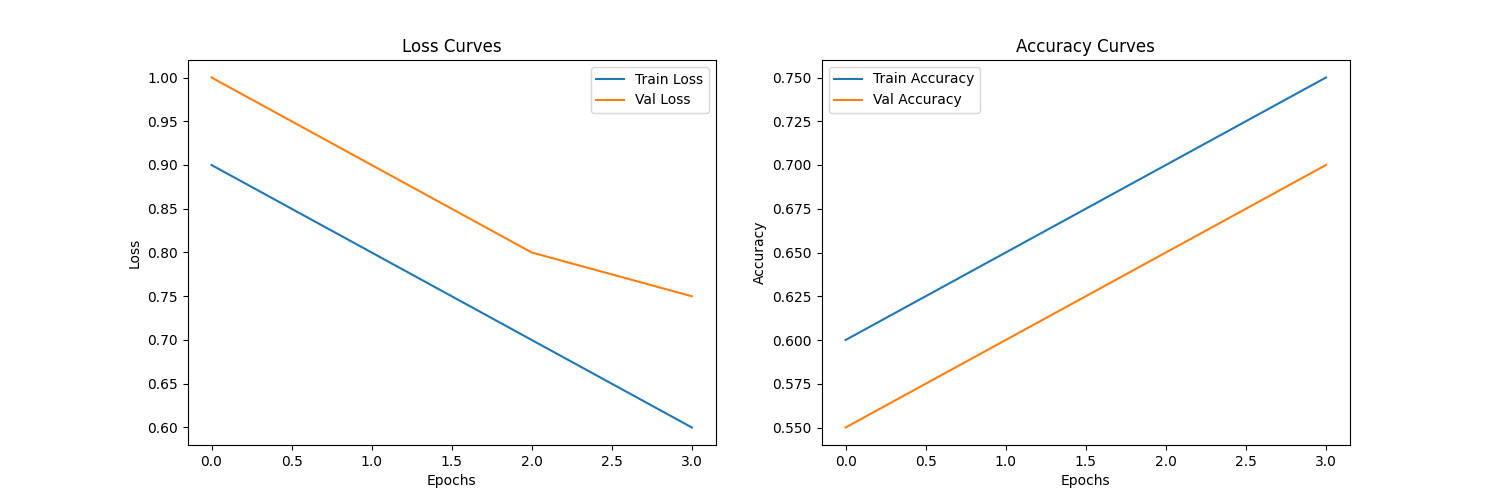 Loss Curves
1.00
0.95
0.90
0.85
0.80
0.75
0.70
0.65
0.60
Loss
Train Loss
Val Loss
0.0 0.5 1.0 1.5 2.0 2.5 3.0
Epochs
Accuracy Curves
0.750
0.725
0.700
0.675
0.650
0.625
0.600
0.575
0.550
Accuracy
Train Accuracy
Val Accuracy
0.0 0.5 1.0 1.5 2.0 2.5 3.0
Epochs